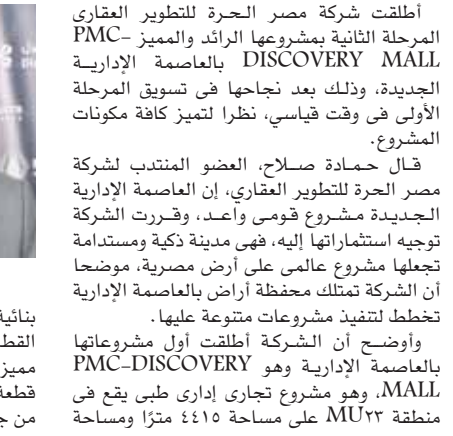 أطلقت شركة مصر الحرة للتطوير العقارى
المرحلة الثانية بمشروعها الرائد والمميز PMC-
DISCOVERY MALL بالعاصمة الإدارية
الجديدة، وذلك بعد نجاحها فى تسويق المرحلة
الأولى فى وقت قياسي، نظرا لتميز كافة مكونات
المشروع.
قال حمادة صلاح، العضو المنتدب لشركة
مصر الحرة للتطوير العقاري، إن العاصمة الإدارية
الجديدة مشروع قومى واعد، وقررت الشركة
توجيه استثماراتها إليه، فهى مدينة ذكية ومستدامة
تجعلها مشروع عالمى على أرض مصرية، موضحا
أن الشركة تمتلك محفظة أراض بالعاصمة الإدارية
تخطط لتنفيذ مشروعات متنوعة عليها.
وأوضح أن الشركة أطلقت أول مشروعاتها
بالعاصمة الإدارية وهو PMC-DISCOVERY
MALL، وهو مشروع تجارى إدارى طبى يقع فى
منطقة MU٢٣ على مساحة ٤٤١٥ مترًا ومساحة
بنائية
القط
مميز
قطعة
من ج